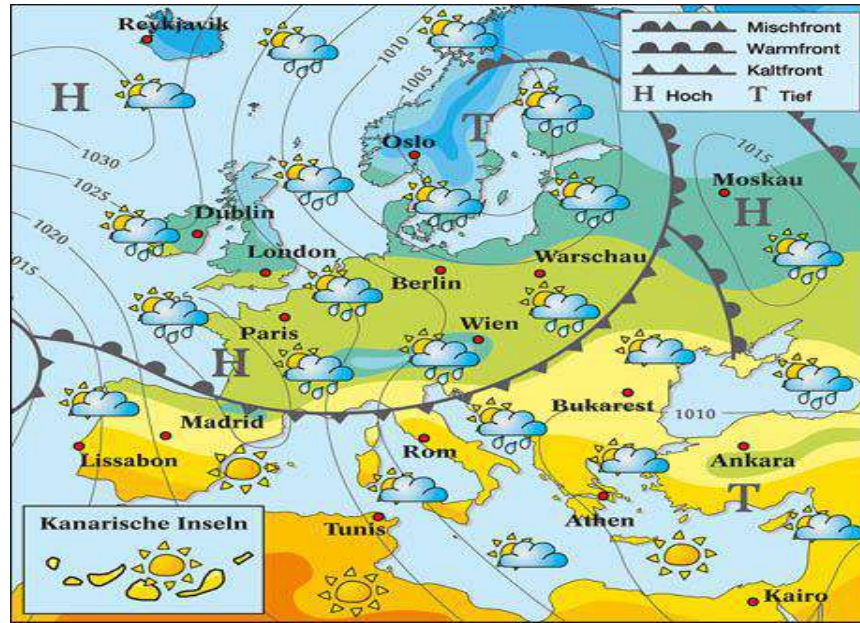 Reykjavik
1010
1005
Mischfront
Warmfront
Kaltfront
H Hoch T Tief
H
T
1030
Oslo
1015
Moskau
1025
H
Dublin
1020
London
Warschau
Berlin
1015
Paris
Wien
H
Bukarest
1010
Madrid
Lissabon
Rom
Ankara
T
Kanarische Inseln
Tunis
Athen
Kairo